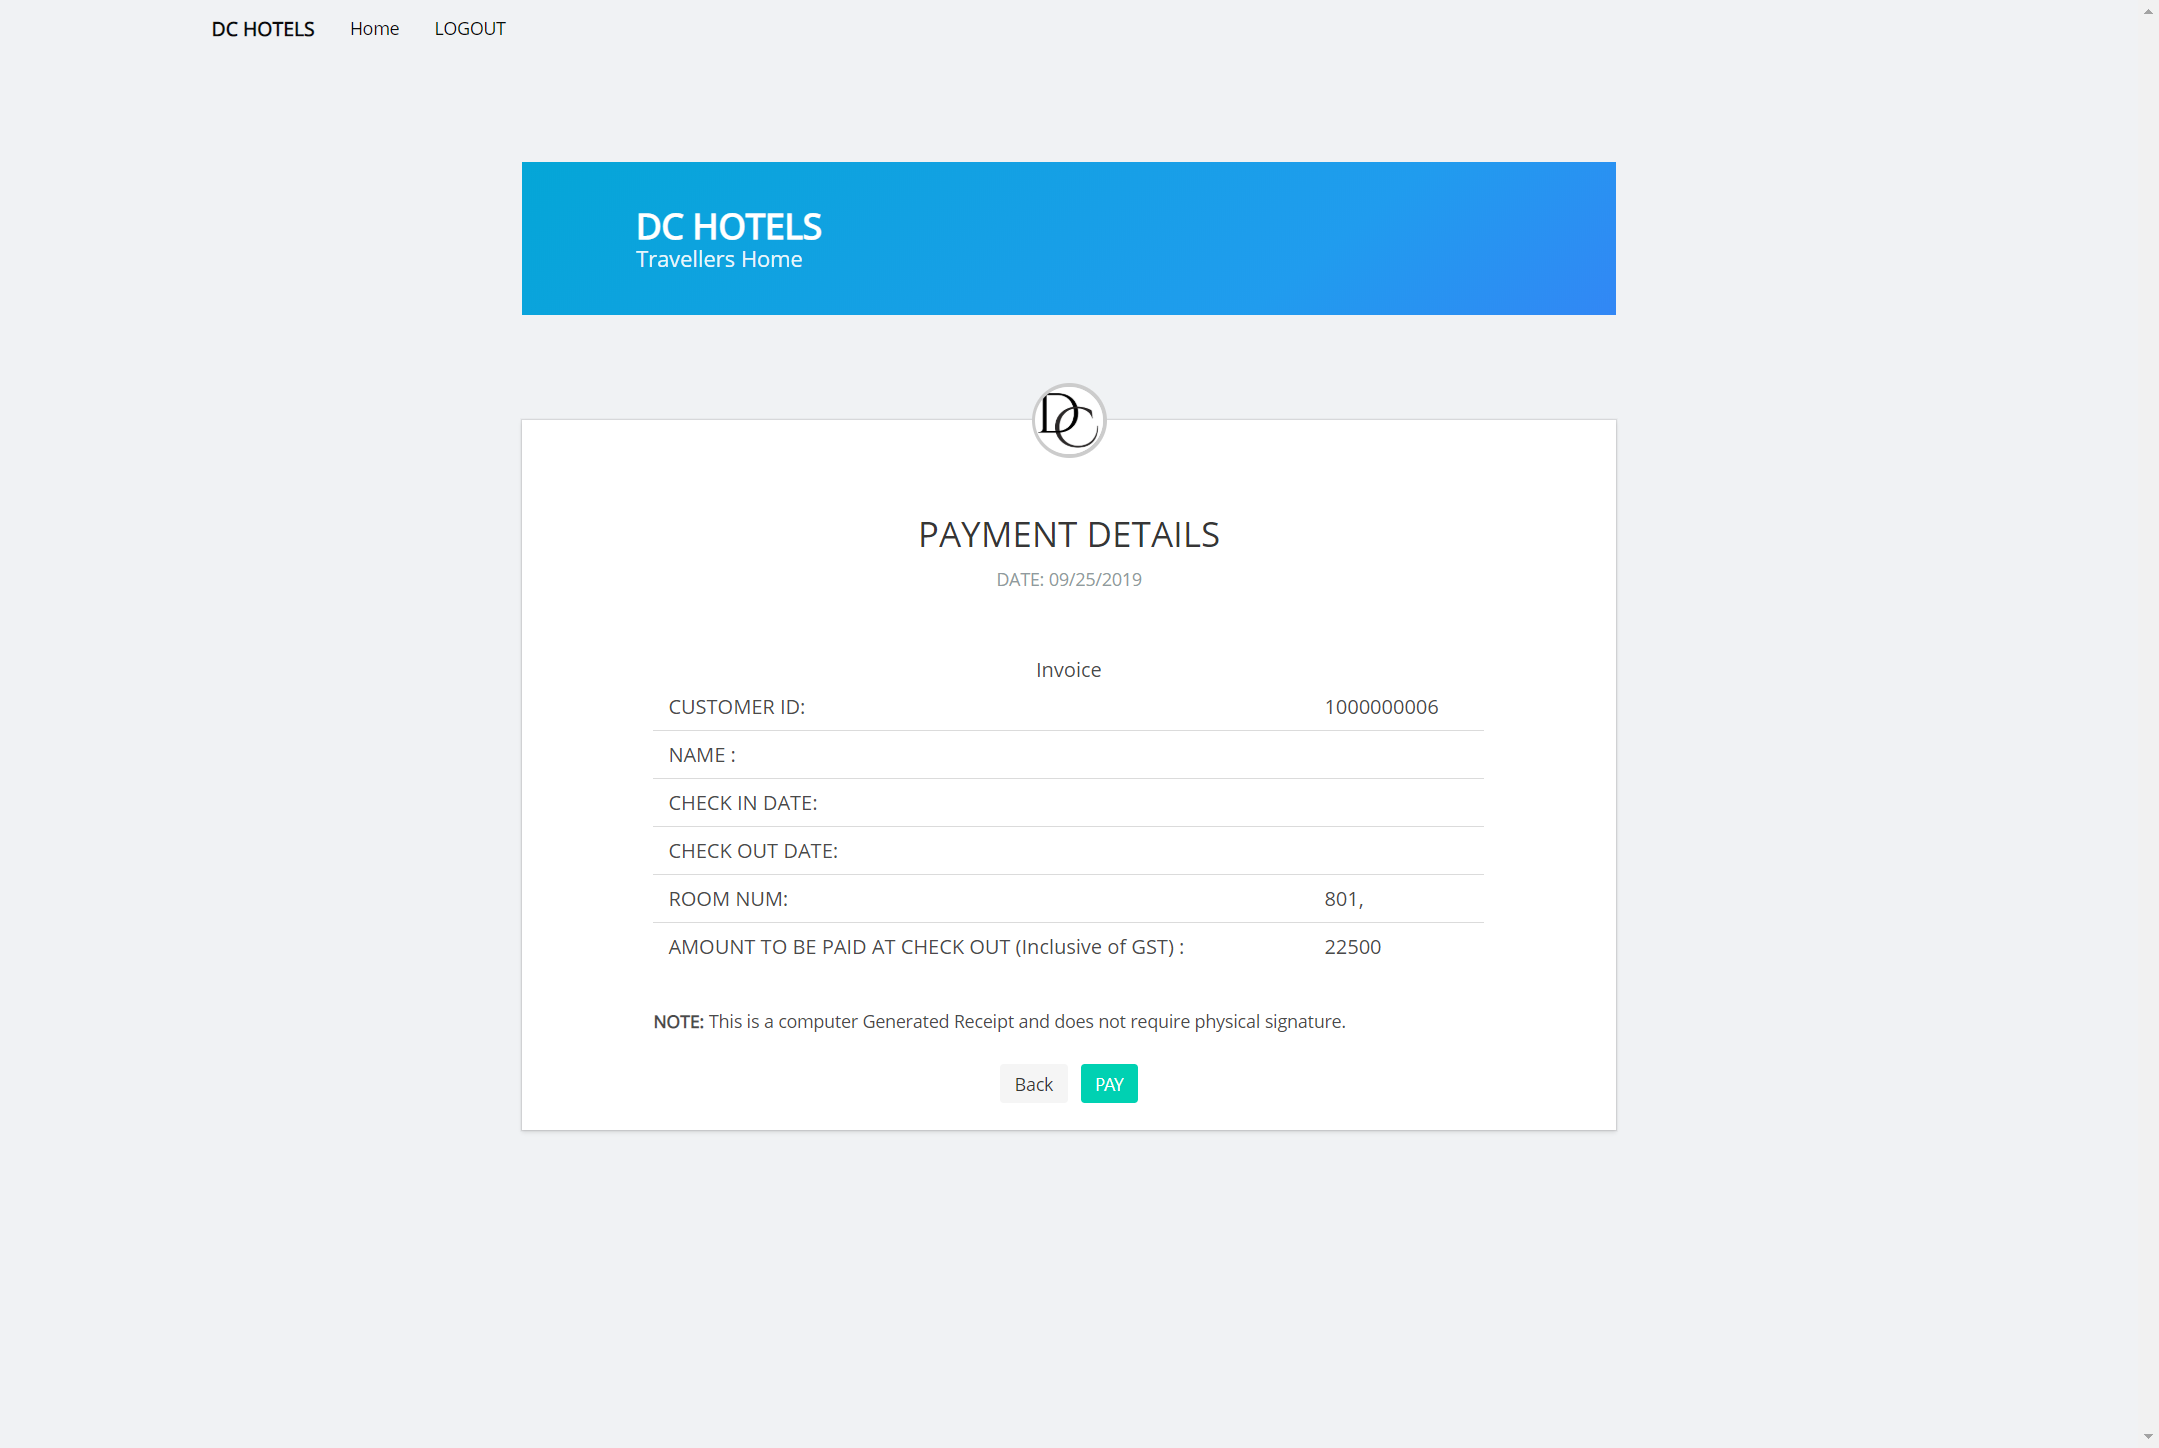 DC HOTELS Home LOGOUT
DC HOTELS
Travellers Home
DC
PAYMENT DETAILS
DATE: 09/25/2019
Invoice
CUSTOMER ID: 1000000006
NAME :
CHECK IN DATE:
CHECK OUT DATE:
ROOM NUM: 801,
AMOUNT TO BE PAID AT CHECK OUT (Inclusive of GST) : 22500
NOTE: This is a computer Generated Receipt and does not require physical signature.
Back PAY